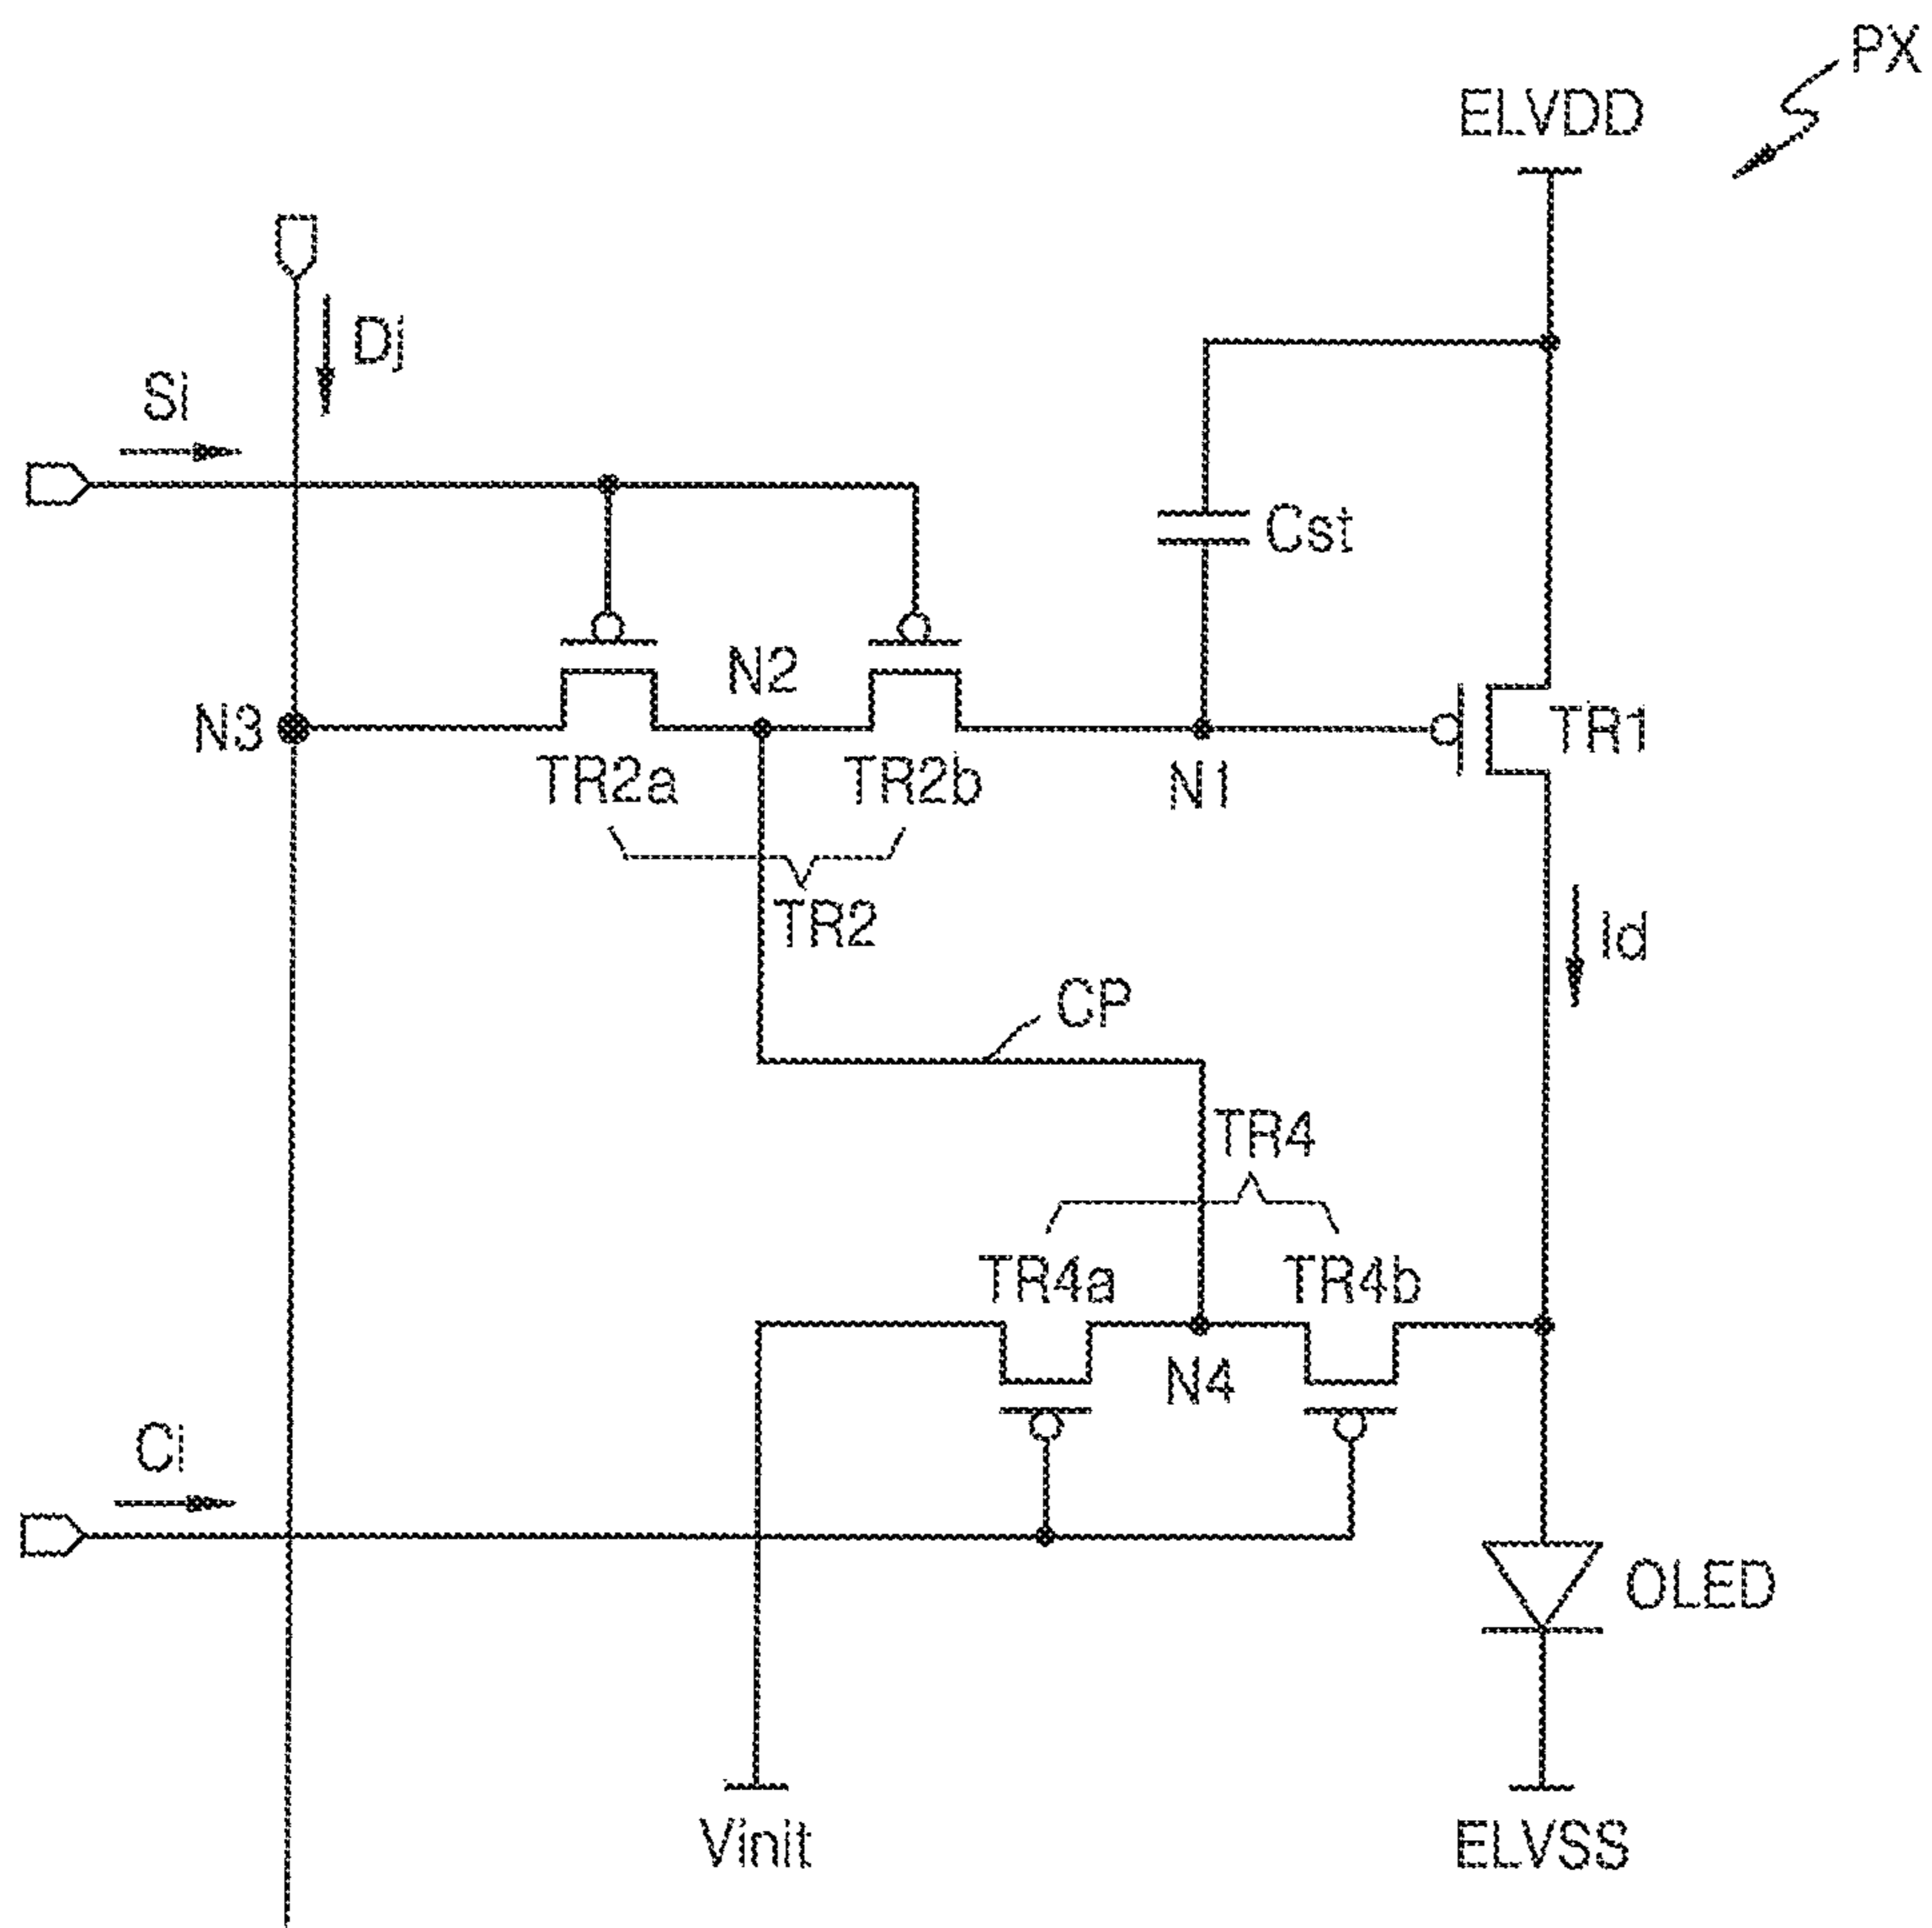 PX
ELVDD
Dj
Si
Cst
N2
N3
TR1
TR2a
TR2b
N1
TR2
Id
CP
TR4
TR4a
TR4b
N4
Ci
OLED
Vinit
ELVSS